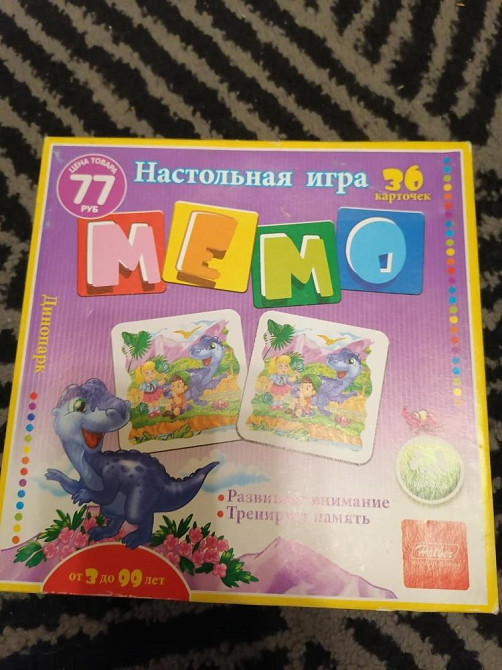 ЦЕНА ТОВАРА
77
РУБ
Настольная игра
36
карточек
МЕМО
Динопарк
• Развивает внимание
• Тренирует память
от 3 до 99 лет
Hatber